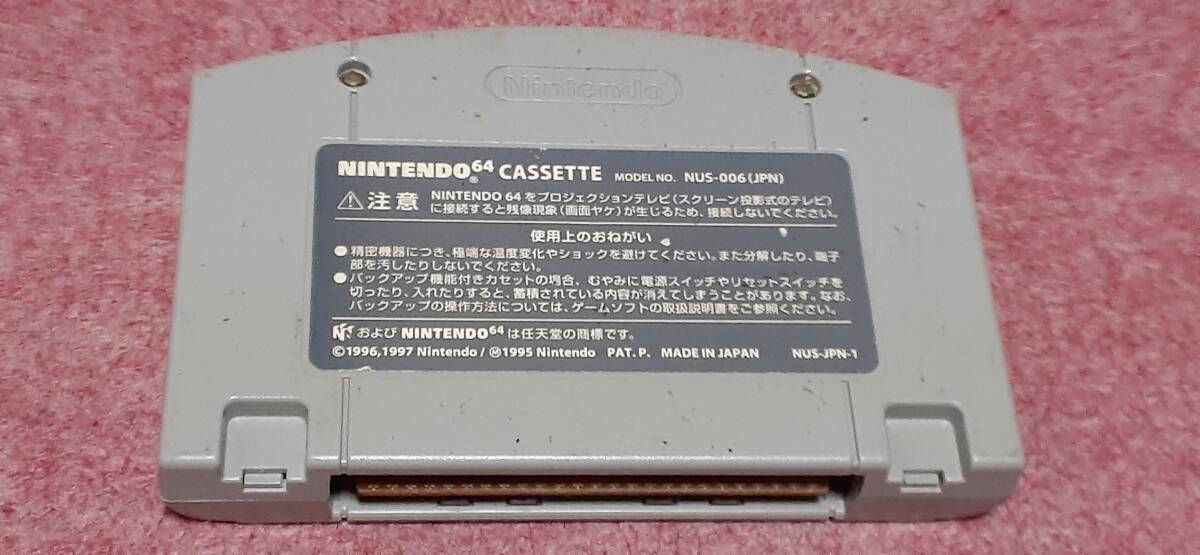 Nintendo
NINTENDO64® CASSETTE MODEL NO. NUS-006(JPN)
⚠注意 NINTENDO 64をプロジェクションテレビ(スクリーン投影式のテレビ)
に接続すると残像現象(画面ヤケ)が生じるため、接続しないでください。
使用上のおねがい
●精密機器につき、極端な温度変化やショックを避けてください。また分解したり、端子
部を汚したりしないでください。
●バックアップ機能付きカセットの場合、むやみに電源スイッチやリセットスイッチを
切ったり、入れたりすると、蓄積されている内容が消えてしまうことがあります。なお、
バックアップの操作方法については、ゲームソフトの取扱説明書をご参照ください。
および NINTENDO64 は任天堂の商標です。
©1996,1997 Nintendo/Ⓜ1995 Nintendo PAT. P. MADE IN JAPAN NUS-JPN-1